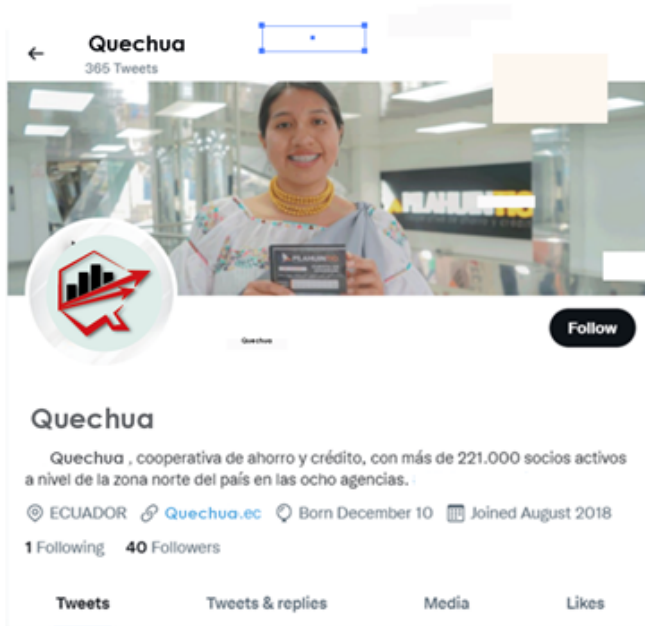 Quechua
365 Tweets
Follow
Quechua
Quechua
Quechua , cooperativa de ahorro y crédito, con más de 221.000 socios activos
a nivel de la zona norte del país en las ocho agencias.
ECUADOR Quechua.ec Born December 10 Joined August 2018
1 Following 40 Followers
Tweets Tweets & replies Media Likes